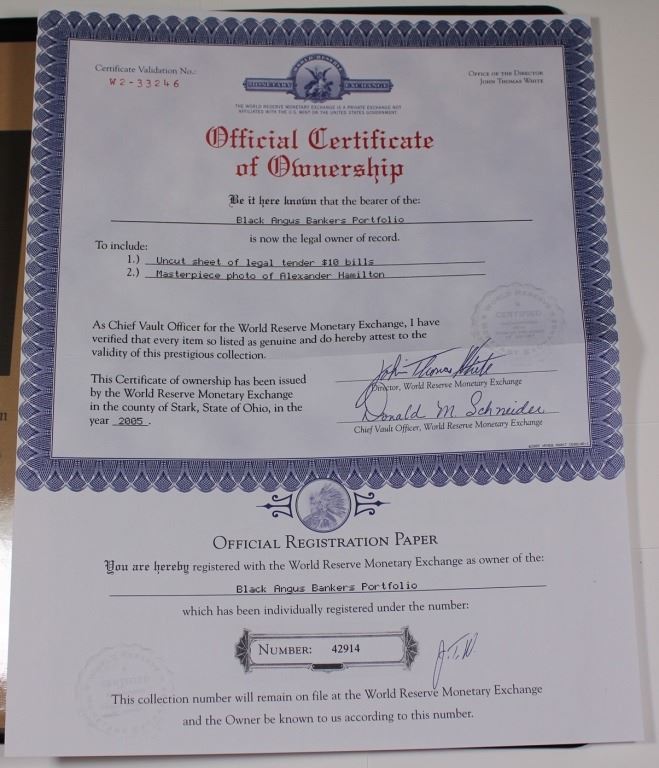 Certificate Validation No.:
W2-33246
Office of the Director
John Thomas White
WORLD RESERVE
MONETARY EXCHANGE
THE WORLD RESERVE MONETARY EXCHANGE IS A PRIVATE EXCHANGE NOT
AFFILIATED WITH THE U.S. MINT OR THE UNITED STATES GOVERNMENT.
Official Certificate
of Ownership
Be it here known that the bearer of the:
Black Angus Bankers Portfolio
is now the legal owner of record.
To include:
1.) Uncut sheet of legal tender $10 bills
2.) Masterpiece photo of Alexander Hamilton
As Chief Vault Officer for the World Reserve Monetary Exchange, I have
verified that every item so listed as genuine and do hereby attest to the
validity of this prestigious collection.
CERTIFIED
This Certificate of ownership has been issued
by the World Reserve Monetary Exchange
in the county of Stark, State of Ohio, in the
year 2005.
John Thomas White
Director, World Reserve Monetary Exchange
Donald M Schneider
Chief Vault Officer, World Reserve Monetary Exchange
Official Registration Paper
You are hereby registered with the World Reserve Monetary Exchange as owner of the:
Black Angus Bankers Portfolio
which has been individually registered under the number:
Number: 42914
J.T.W.
CERTIFIED
This collection number will remain on file at the World Reserve Monetary Exchange
and the Owner be known to us according to this number.